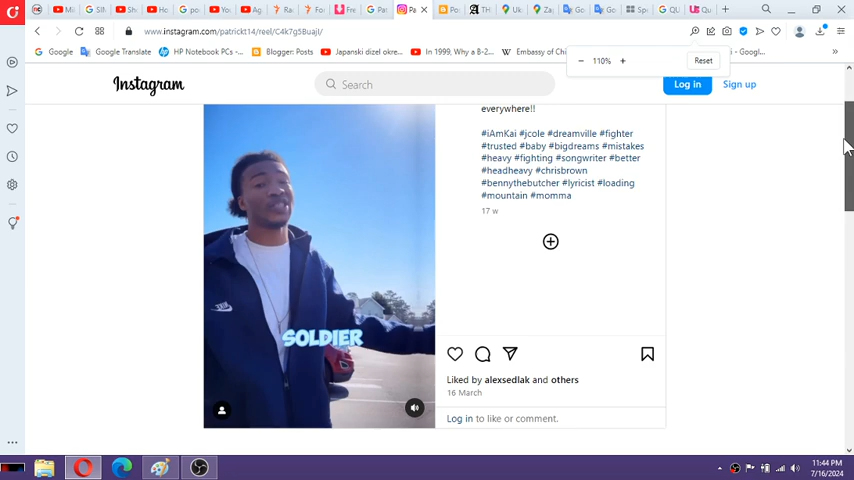 www.instagram.com/patrickt14/reel/C4k7g5BuajI/
Google
Google Translate
HP Notebook PCs -...
Blogger: Posts
Japanski dizel okre...
In 1999, Why a B-2...
Embassy of Chi
110%
Reset
Instagram
Search
Log in
Sign up
everywhere!!
#iAmKai #jcole #dreamville #fighter
#trusted #baby #bigdreams #mistakes
#heavy #fighting #songwriter #better
#headheavy #chrisbrown
#bennythebutcher #lyricist #loading
#mountain #momma
17 w
SOLDIER
Liked by alexsedlak and others
16 March
Log in to like or comment.
11:44 PM
7/16/2024